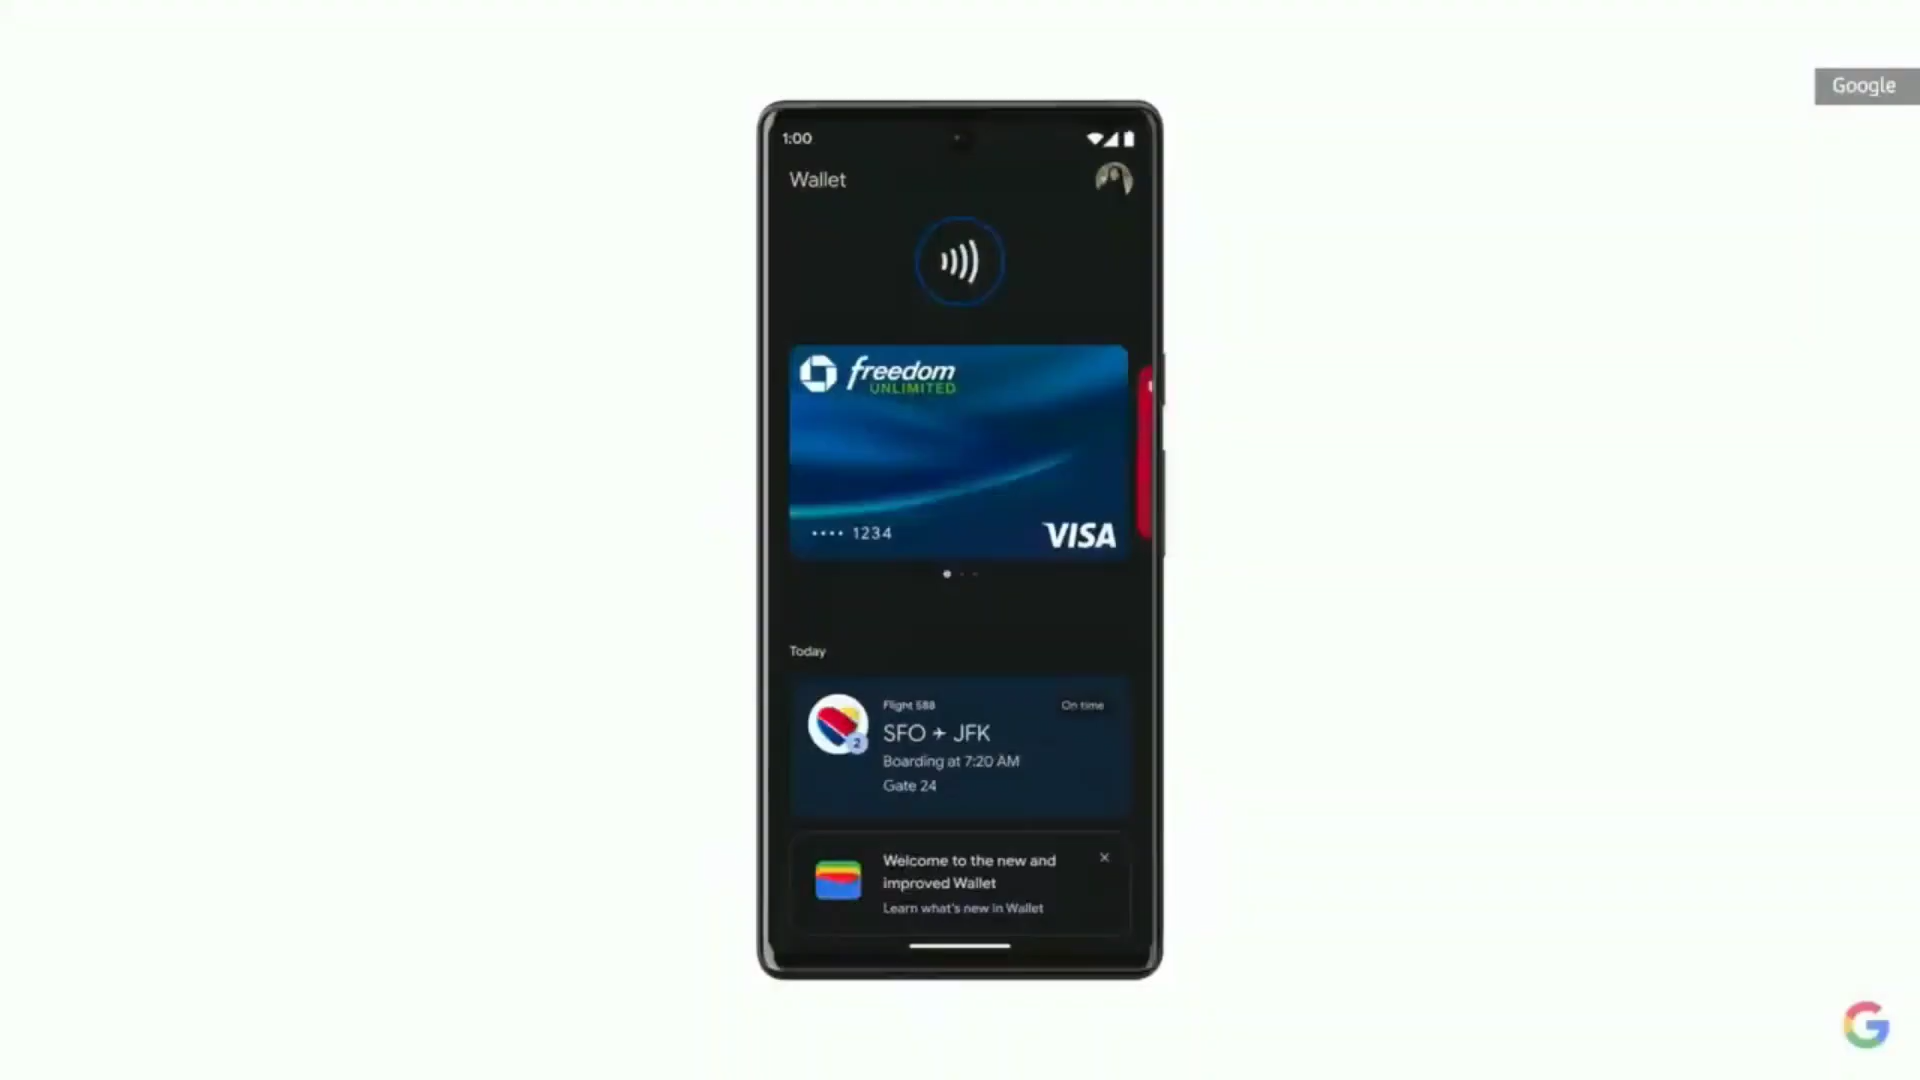 Google
1:00
Wallet
freedom
UNLIMITED
•••• 1234
VISA
Today
Flight 588
On time
SFO ✈ JFK
Boarding at 7:20 AM
Gate 24
2
Welcome to the new and
improved Wallet
Learn what's new in Wallet